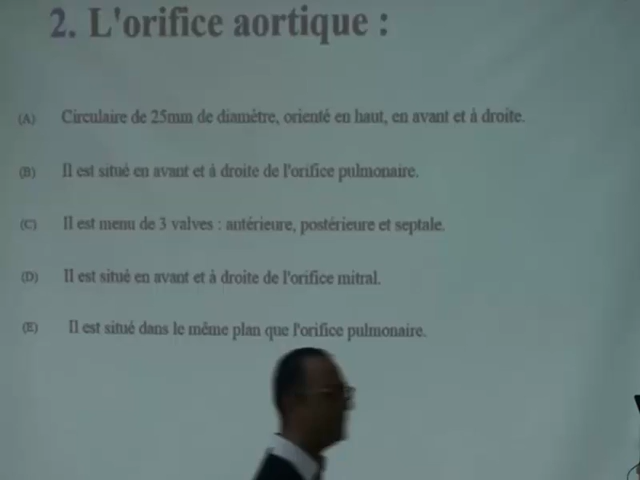 2. L'orifice aortique :
(A) Circulaire de 25mm de diamètre, orienté en haut, en avant et à droite.
(B) Il est situé en avant et à droite de l'orifice pulmonaire.
(C) Il est menu de 3 valves : antérieure, postérieure et septale.
(D) Il est situé en avant et à droite de l'orifice mitral.
(E) Il est situé dans le même plan que l'orifice pulmonaire.